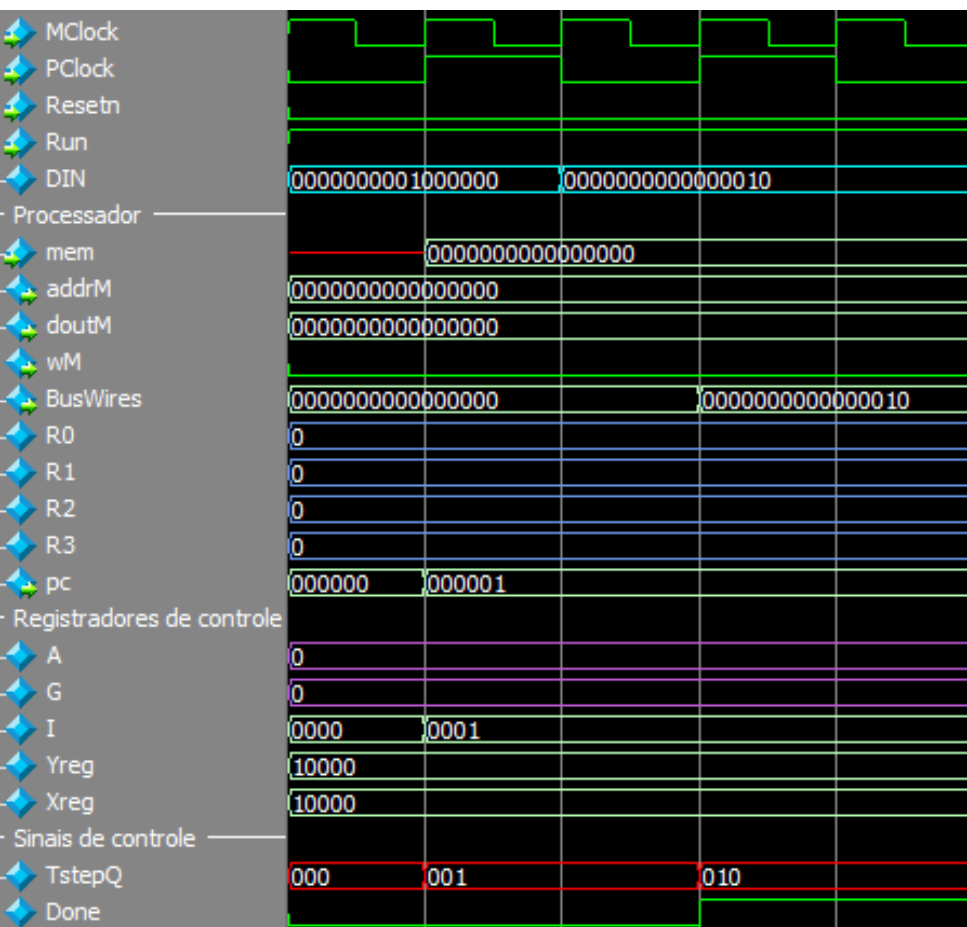 MClock
PClock
Resetn
Run
DIN 0000000001000000 0000000000000010
Processador
mem 0000000000000000
addrM 0000000000000000
doutM 0000000000000000
wM
BusWires 0000000000000000 0000000000000010
R0 0
R1 0
R2 0
R3 0
pc 000000 000001
Registradores de controle
A 0
G 0
I 0000 0001
Yreg 10000
Xreg 10000
Sinais de controle
TstepQ 000 001 010
Done